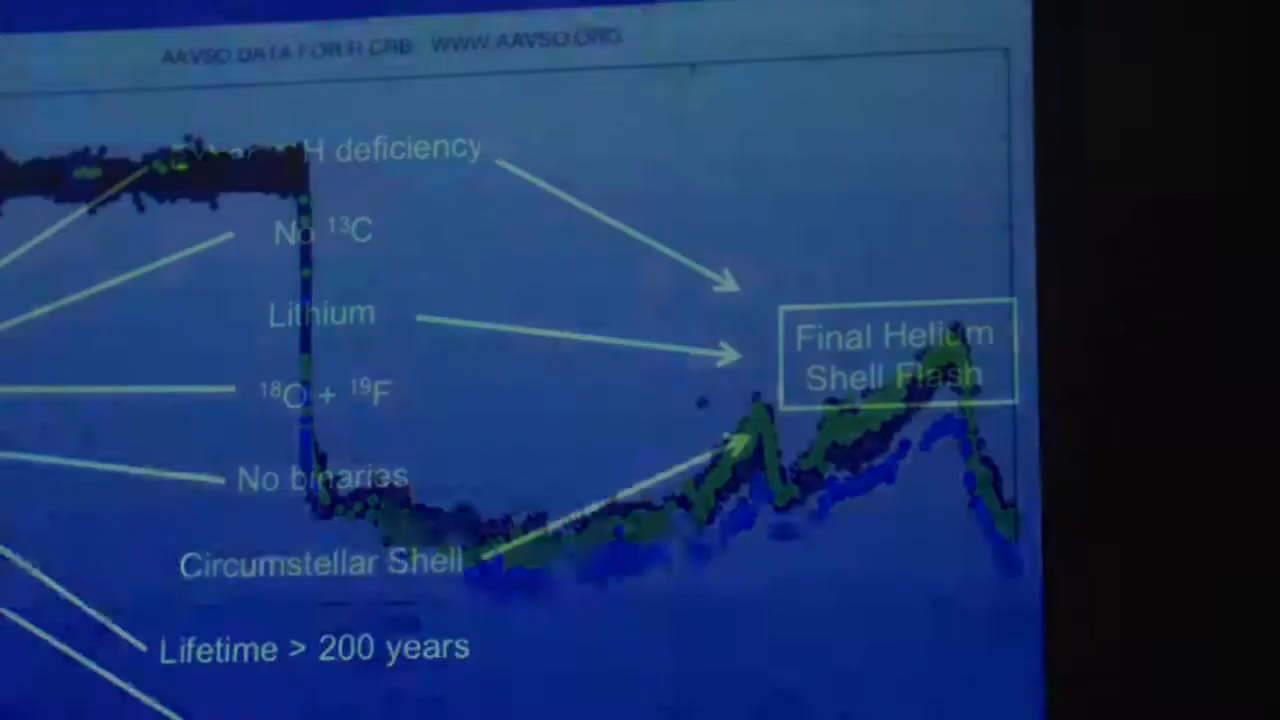 AAVSO DATA FOR R CRB WWW.AAVSO.ORG
H deficiency
No ¹³C
Lithium
¹⁸O + ¹⁹F
No binaries
Circumstellar Shell
Lifetime > 200 years
Final Helium
Shell Flash